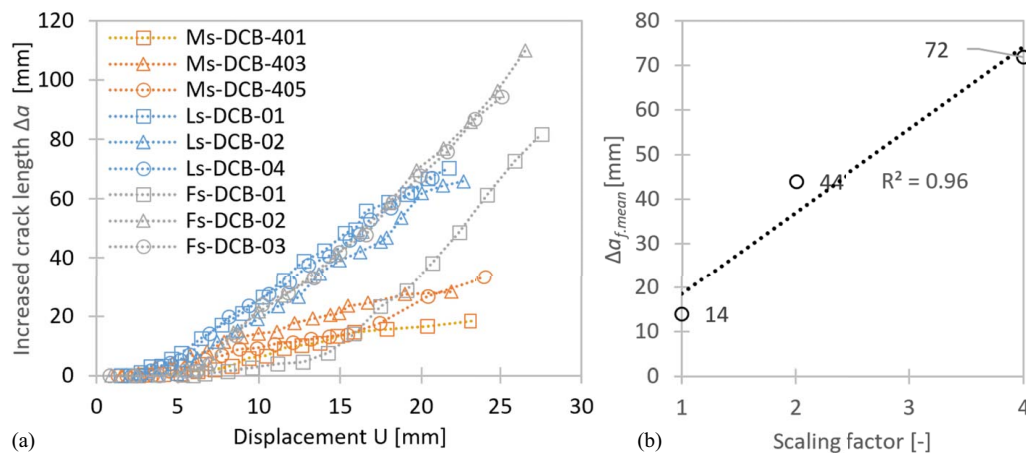 120
100
80
60
40
20
0
Increased crack length Δa [mm]
Ms-DCB-401
Ms-DCB-403
Ms-DCB-405
Ls-DCB-01
Ls-DCB-02
Ls-DCB-04
Fs-DCB-01
Fs-DCB-02
Fs-DCB-03
0 5 10 15 20 25 30
(a)
Displacement U [mm]
80
70
60
50
40
30
20
10
0
Δaf.mean [mm]
72
44
R² = 0.96
14
1 2 3 4
(b)
Scaling factor [-]